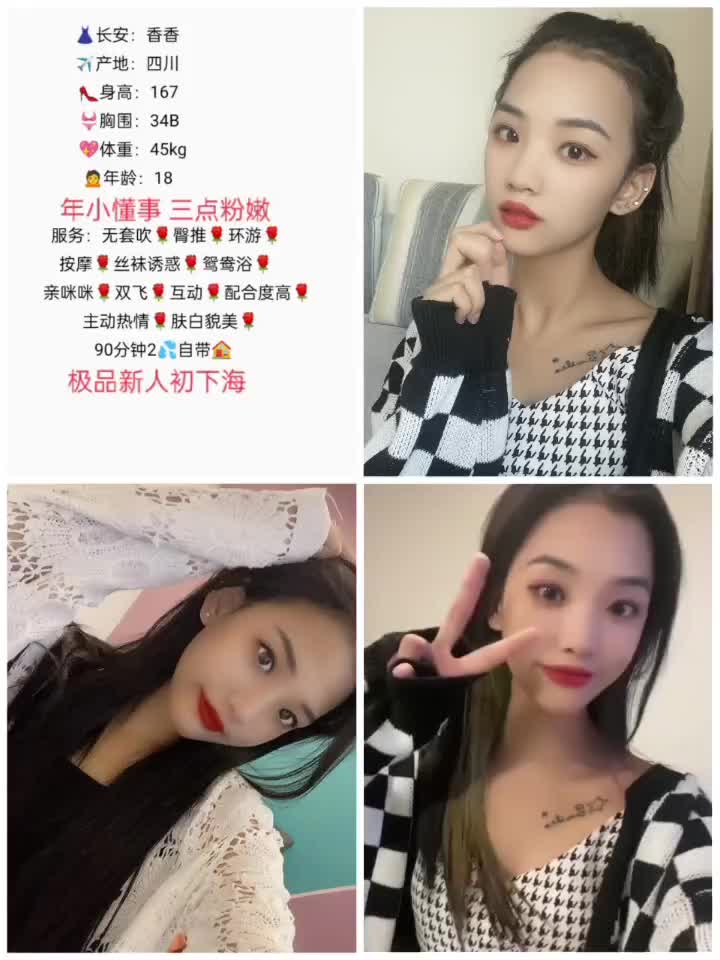 👗长安：香香
✈️产地：四川
👠身高：167
👙胸围：34B
💖体重：45kg
🙍年龄：18
年小懂事 三点粉嫩
服务：无套吹🌹臀推🌹环游🌹
按摩🌹丝袜诱惑🌹鸳鸯浴🌹
亲咪咪🌹双飞🌹互动🌹配合度高🌹
主动热情🌹肤白貌美🌹
90分钟2💦自带🏠
极品新人初下海